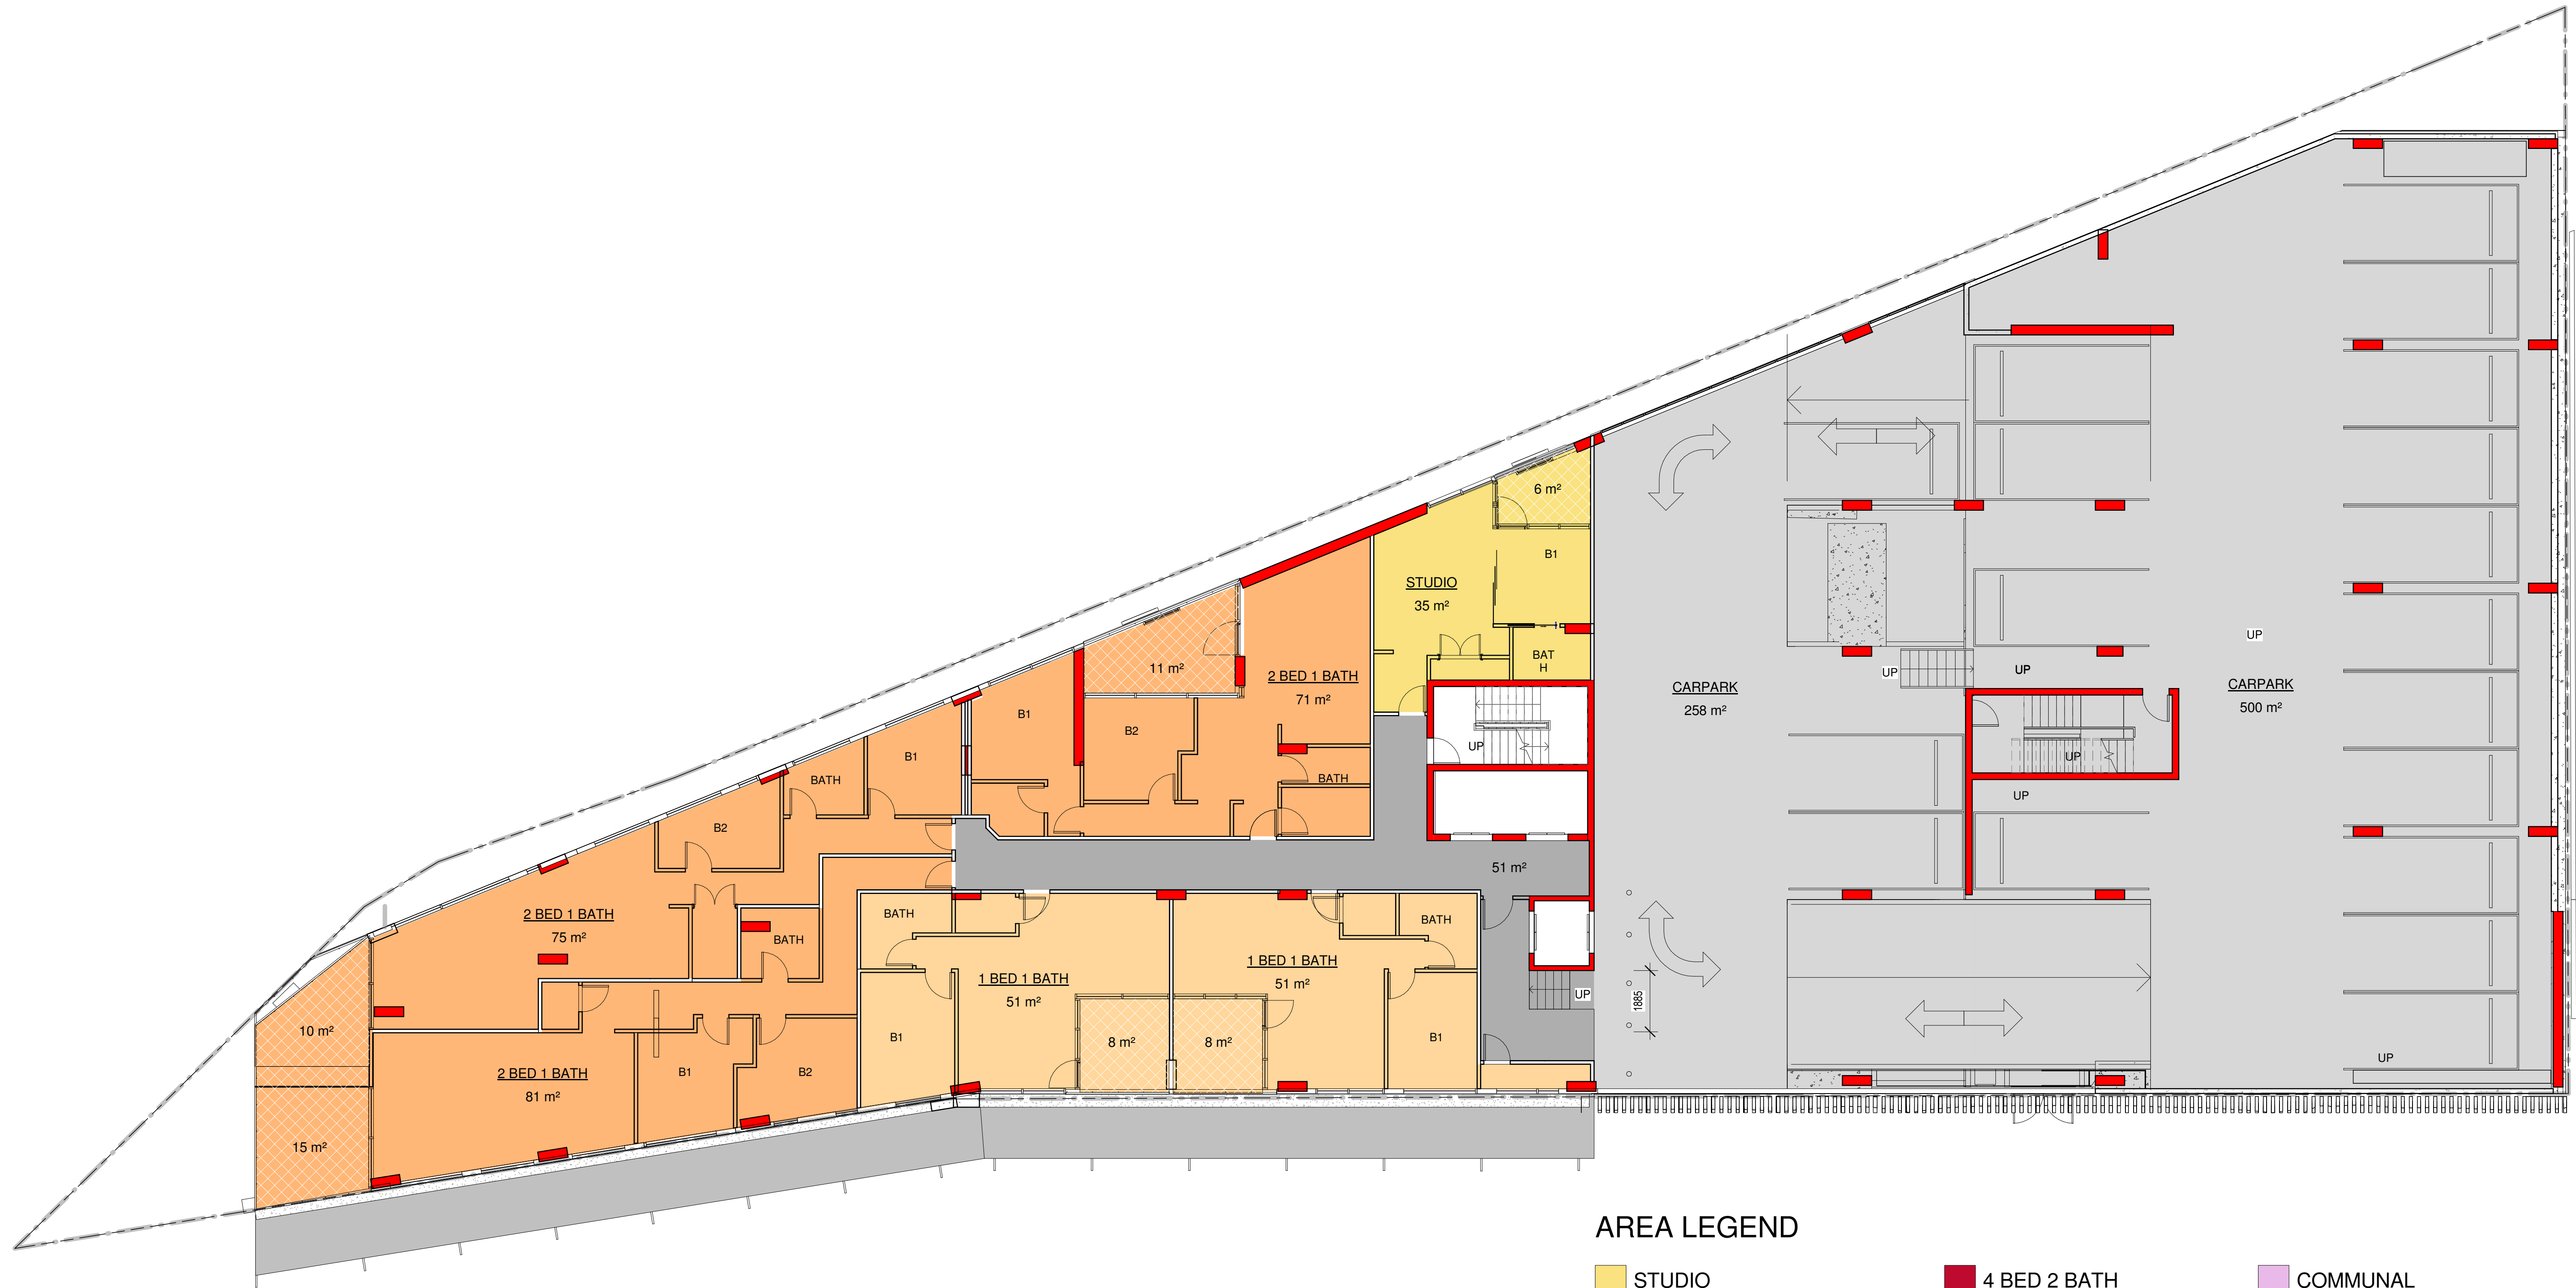 6 m²
B1
STUDIO
35 m²
BAT
H
11 m²
2 BED 1 BATH
71 m²
B1
B2
BATH
UP
CARPARK
258 m²
UP
UP
UP
CARPARK
500 m²
UP
UP
B1
BATH
B2
51 m²
2 BED 1 BATH
75 m²
BATH
BATH
1 BED 1 BATH
51 m²
1 BED 1 BATH
51 m²
BATH
UP
1885
10 m²
B1
8 m²
8 m²
B1
UP
2 BED 1 BATH
81 m²
B1
B2
15 m²
AREA LEGEND
STUDIO
4 BED 2 BATH
COMMUNAL